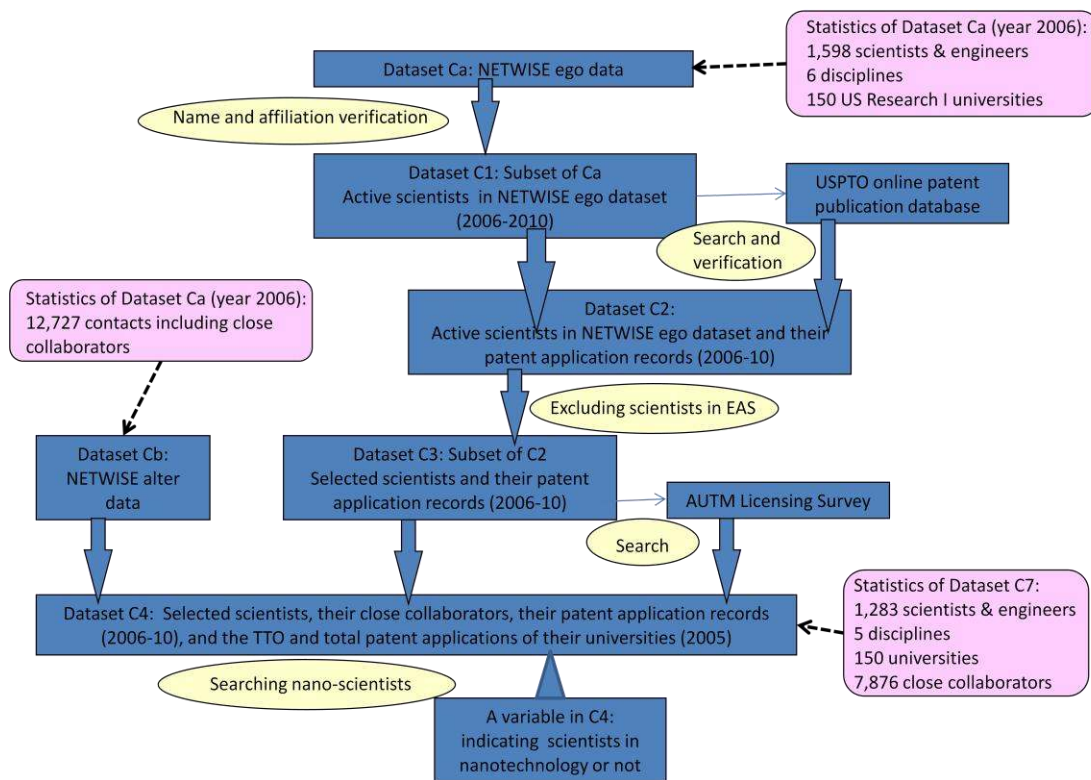 Statistics of Dataset Ca (year 2006):
1,598 scientists & engineers
6 disciplines
150 US Research I universities
Dataset Ca: NETWISE ego data
Name and affiliation verification
Dataset C1: Subset of Ca
Active scientists in NETWISE ego dataset
(2006-2010)
USPTO online patent
publication database
Search and
verification
Statistics of Dataset Ca (year 2006):
12,727 contacts including close
collaborators
Dataset C2:
Active scientists in NETWISE ego dataset and their
patent application records (2006-10)
Excluding scientists in EAS
Dataset Cb:
NETWISE alter
data
Dataset C3: Subset of C2
Selected scientists and their patent
application records (2006-10)
AUTM Licensing Survey
Search
Dataset C4: Selected scientists, their close collaborators, their patent application records
(2006-10), and the TTO and total patent applications of their universities (2005)
Statistics of Dataset C7:
1,283 scientists & engineers
5 disciplines
150 universities
7,876 close collaborators
Searching nano-scientists
A variable in C4:
indicating scientists in
nanotechnology or not